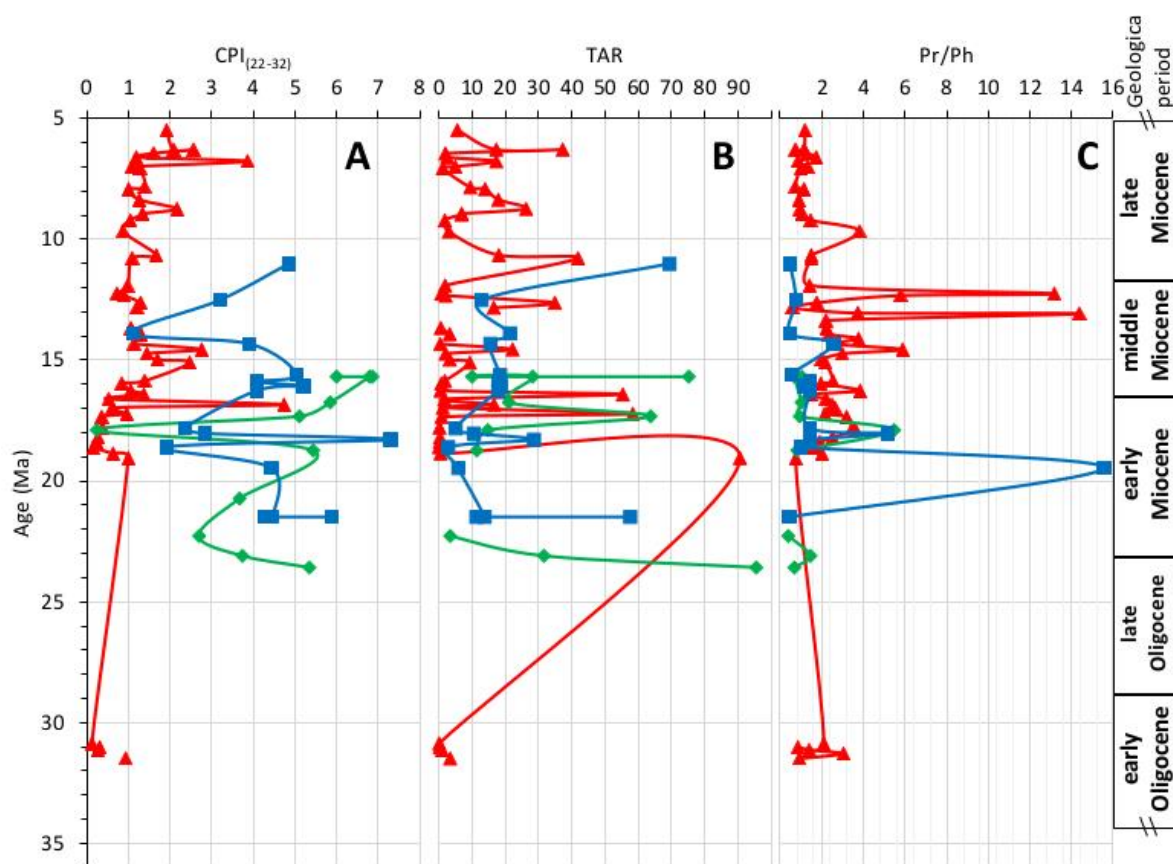 CPI(22-32) TAR Pr/Ph Geologica period
0 1 2 3 4 5 6 7 8 0 10 20 30 40 50 60 70 80 90 2 4 6 8 10 12 14 16
5
A B C
late Miocene
10
middle Miocene
15
early Miocene
20
Age (Ma)
25
late Oligocene
30
early Oligocene
35